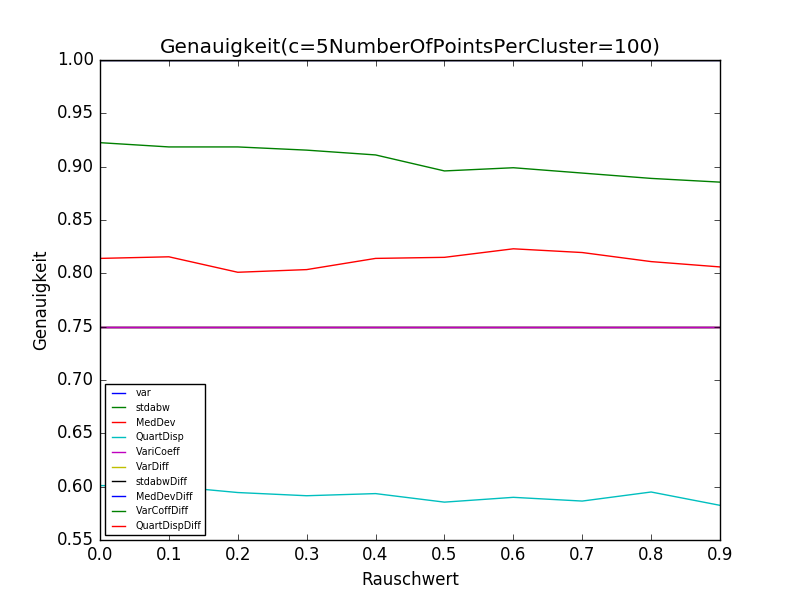 Genauigkeit(c=5NumberOfPointsPerCluster=100)
1.00
0.95
0.90
0.85
0.80
0.75
0.70
0.65
0.60
0.55
Genauigkeit
var
stdabw
MedDev
QuartDisp
VariCoeff
VarDiff
stdabwDiff
MedDevDiff
VarCoffDiff
QuartDispDiff
0.0 0.1 0.2 0.3 0.4 0.5 0.6 0.7 0.8 0.9
Rauschwert